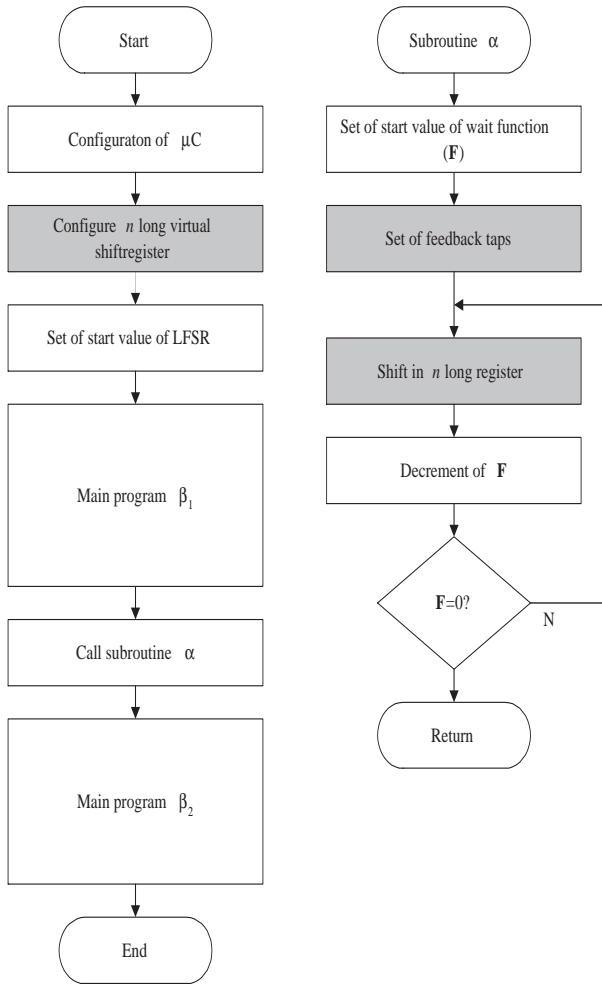 Start
Configuraton of μC
Configure n long virtual
shiftregister
Set of start value of LFSR
Main program β1
Call subroutine α
Main program β2
End
Subroutine α
Set of start value of wait function
(F)
Set of feedback taps
Shift in n long register
Decrement of F
F=0?
N
Return